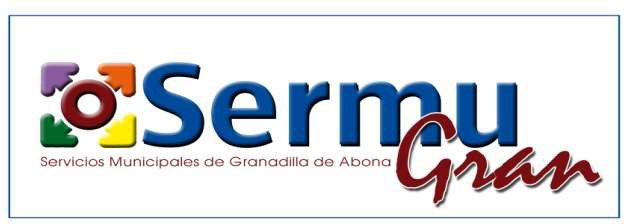 Sermu
Servicios Municipales de Granadilla de Abona
Gran